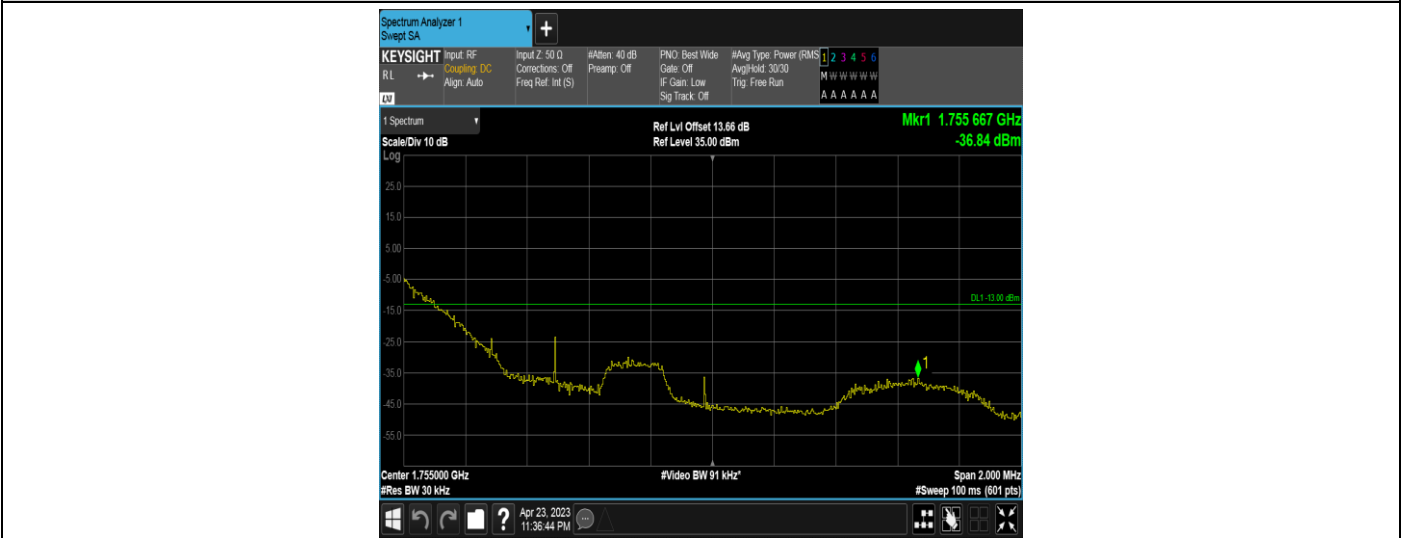 Spectrum Analyzer 1
Swept SA
+
KEYSIGHT
RL
LXI
Input: RF
Coupling: DC
Align: Auto
Input Z: 50 Ω
Corrections: Off
Freq Ref: Int (S)
#Atten: 40 dB
Preamp: Off
PNO: Best Wide
Gate: Off
IF Gain: Low
Sig Track: Off
#Avg Type: Power (RMS
Avg|Hold: 30/30
Trig: Free Run
1 2 3 4 5 6
M W W W W W
A A A A A A
1 Spectrum
Scale/Div 10 dB
Log
Ref Lvl Offset 13.66 dB
Ref Level 35.00 dBm
Mkr1 1.755 667 GHz
-36.84 dBm
25.0
15.0
5.00
-5.00
DL1 -13.00 dBm
-15.0
-25.0
-35.0
1
-45.0
-55.0
Center 1.755000 GHz
#Res BW 30 kHz
#Video BW 91 kHz*
Span 2.000 MHz
#Sweep 100 ms (601 pts)
?
Apr 23, 2023
11:36:44 PM